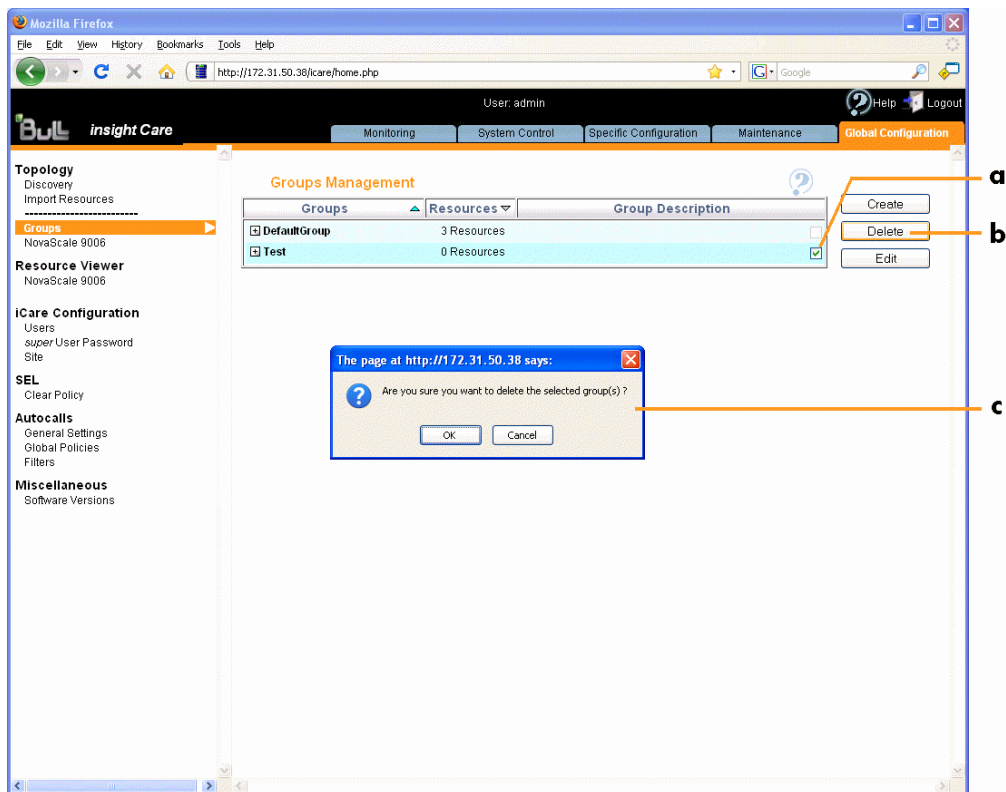 Mozilla Firefox
File Edit View History Bookmarks Tools Help
http://172.31.50.38/icare/home.php
G Google
User: admin
Help Logout
Bull insight Care
Monitoring System Control Specific Configuration Maintenance Global Configuration
Topology
Discovery
Import Resources
-------------------------
Groups
NovaScale 9006
Resource Viewer
NovaScale 9006
iCare Configuration
Users
super User Password
Site
SEL
Clear Policy
Autocalls
General Settings
Global Policies
Filters
Miscellaneous
Software Versions
Groups Management
Groups Resources Group Description
DefaultGroup 3 Resources
Test 0 Resources
Create
Delete
Edit
a
b
The page at http://172.31.50.38 says:
Are you sure you want to delete the selected group(s) ?
OK Cancel
c